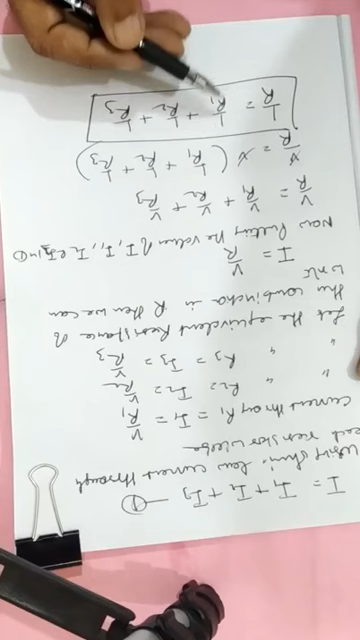 I = I₁ + I₂ + I₃ —①
Using Ohm's law current through
each resistor will be
current through R₁ = I₁ = V/R₁
" " R₂ = I₂ = V/R₂
" " R₃ = I₃ = V/R₃
Let the equivalent Resistance of
this combination is R then we can
write
I = V/R
Now Putting the values of I, I₁, I₂ & I₃ in ①
V/R = V/R₁ + V/R₂ + V/R₃
V/R = V (1/R₁ + 1/R₂ + 1/R₃)
1/R = 1/R₁ + 1/R₂ + 1/R₃